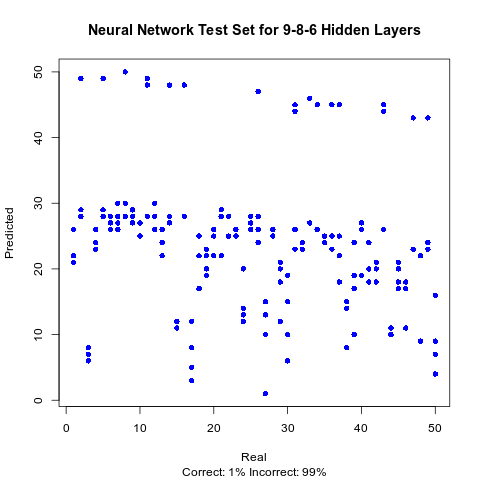 Neural Network Test Set for 9-8-6 Hidden Layers
Predicted
50
40
30
20
10
0
0 10 20 30 40 50
Real
Correct: 1% Incorrect: 99%